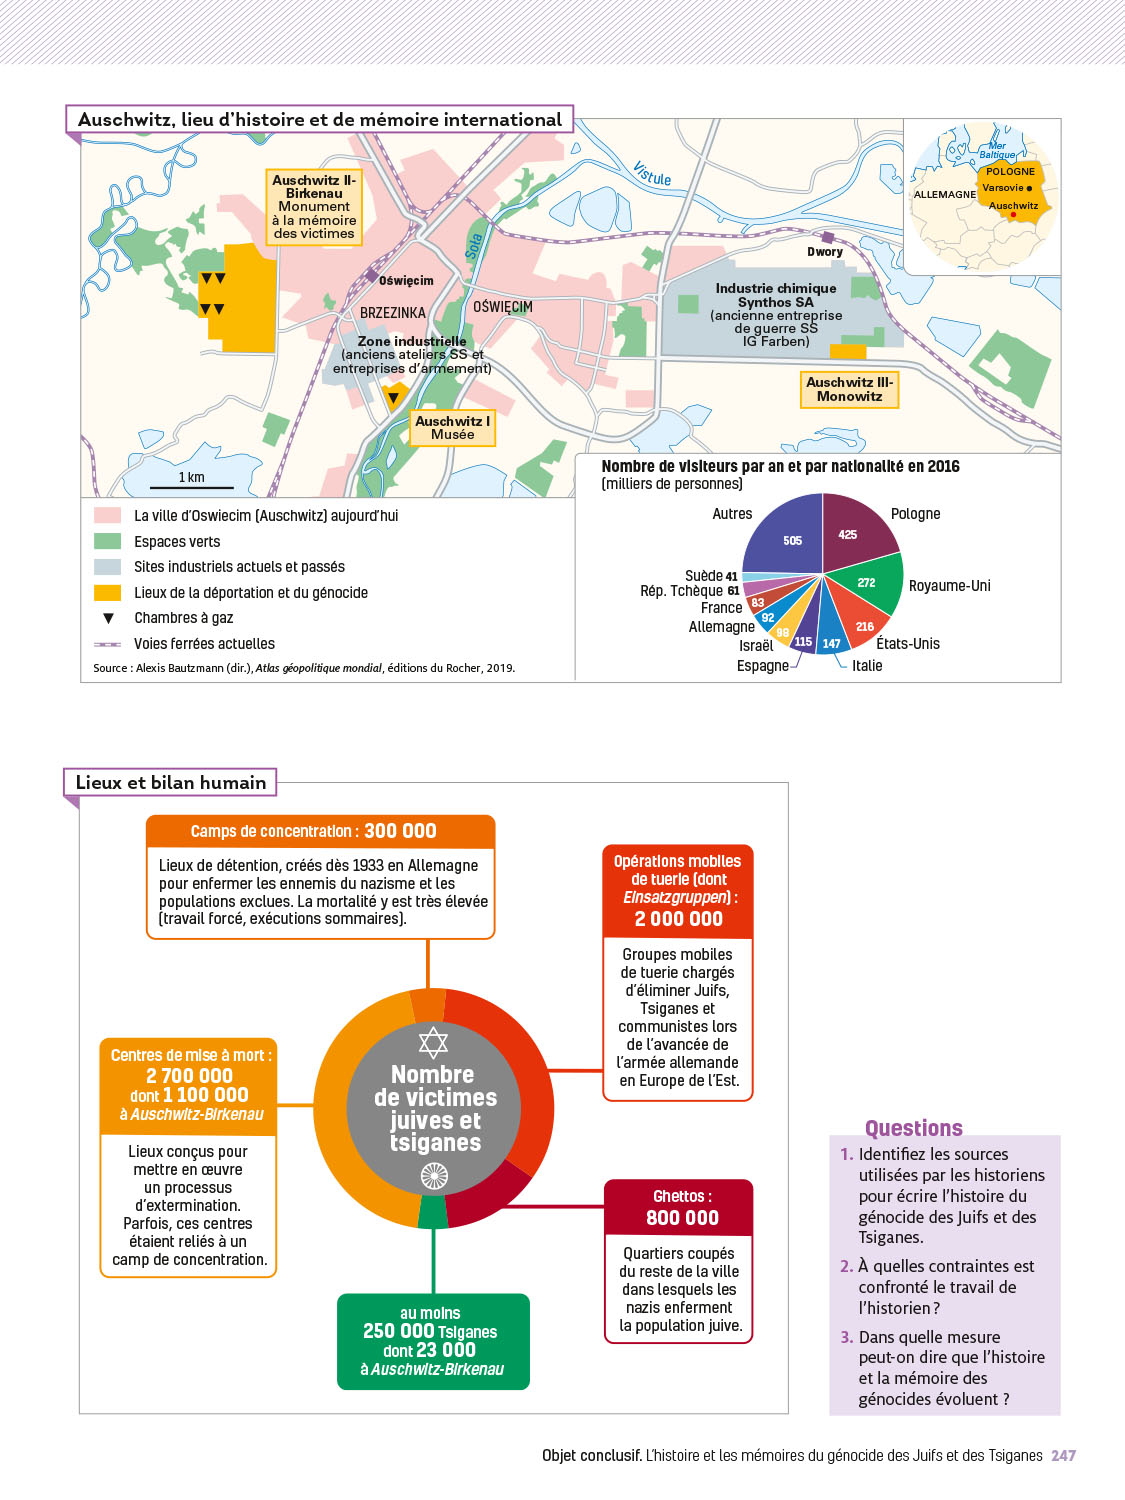 Auschwitz, lieu d'histoire et de mémoire international
Auschwitz II-
Birkenau
Monument
à la mémoire
des victimes
Vistule
Soła
Oświęcim
BRZEZINKA
OŚWIĘCIM
Zone industrielle
(anciens ateliers SS et
entreprises d'armement)
Auschwitz I
Musée
Dwory
Industrie chimique
Synthos SA
(ancienne entreprise
de guerre SS
IG Farben)
Auschwitz III-
Monowitz
Mer
Baltique
POLOGNE
Varsovie
ALLEMAGNE
Auschwitz
1 km
La ville d'Oswiecim (Auschwitz) aujourd'hui
Espaces verts
Sites industriels actuels et passés
Lieux de la déportation et du génocide
Chambres à gaz
Voies ferrées actuelles
Source : Alexis Bautzmann (dir.), Atlas géopolitique mondial, éditions du Rocher, 2019.
Nombre de visiteurs par an et par nationalité en 2016
(milliers de personnes)
Autres 505
Pologne 425
Royaume-Uni 272
États-Unis 216
Italie 147
Espagne 115
Israël 98
Allemagne 92
France 83
Rép. Tchèque 61
Suède 41
Lieux et bilan humain
Camps de concentration : 300 000
Lieux de détention, créés dès 1933 en Allemagne
pour enfermer les ennemis du nazisme et les
populations exclues. La mortalité y est très élevée
(travail forcé, exécutions sommaires).
Opérations mobiles
de tuerie (dont
Einsatzgruppen) :
2 000 000
Groupes mobiles
de tuerie chargés
d'éliminer Juifs,
Tsiganes et
communistes lors
de l'avancée de
l'armée allemande
en Europe de l'Est.
Centres de mise à mort :
2 700 000
dont 1 100 000
à Auschwitz-Birkenau
Lieux conçus pour
mettre en œuvre
un processus
d'extermination.
Parfois, ces centres
étaient reliés à un
camp de concentration.
Nombre
de victimes
juives et
tsiganes
Ghettos :
800 000
Quartiers coupés
du reste de la ville
dans lesquels les
nazis enferment
la population juive.
au moins
250 000 Tsiganes
dont 23 000
à Auschwitz-Birkenau
Questions
1. Identifiez les sources
utilisées par les historiens
pour écrire l'histoire du
génocide des Juifs et des
Tsiganes.
2. À quelles contraintes est
confronté le travail de
l'historien ?
3. Dans quelle mesure
peut-on dire que l'histoire
et la mémoire des
génocides évoluent ?
Objet conclusif. L'histoire et les mémoires du génocide des Juifs et des Tsiganes 247